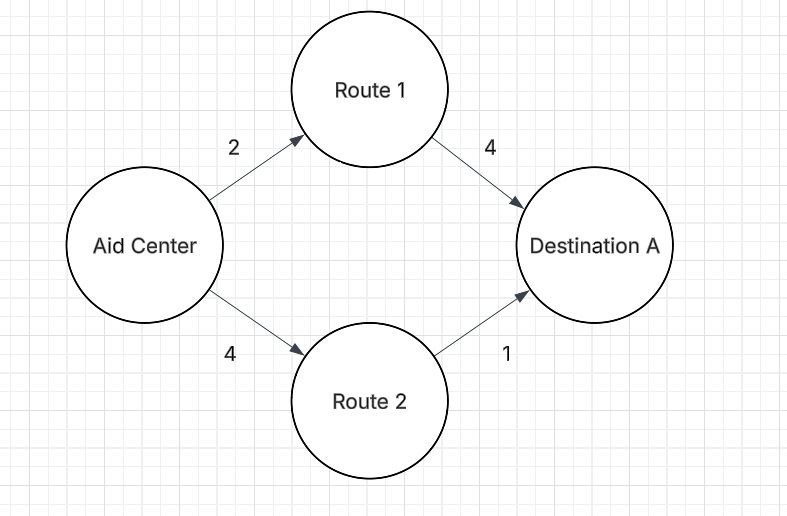 Route 1
2
4
Aid Center
Destination A
4
1
Route 2